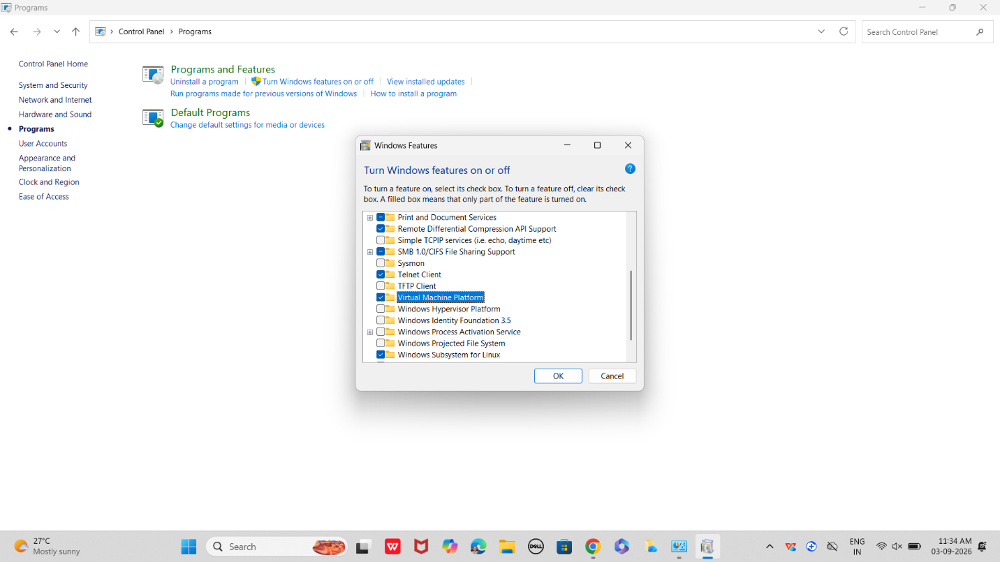 Programs
Control Panel > Programs
Search Control Panel
Control Panel Home
System and Security
Network and Internet
Hardware and Sound
Programs
User Accounts
Appearance and
Personalization
Clock and Region
Ease of Access
Programs and Features
Uninstall a program
Turn Windows features on or off
View installed updates
Run programs made for previous versions of Windows
How to install a program
Default Programs
Change default settings for media or devices
Windows Features
Turn Windows features on or off
To turn a feature on, select its check box. To turn a feature off, clear its check
box. A filled box means that only part of the feature is turned on.
Print and Document Services
Remote Differential Compression API Support
Simple TCPIP services (i.e. echo, daytime etc)
SMB 1.0/CIFS File Sharing Support
Sysmon
Telnet Client
TFTP Client
Virtual Machine Platform
Windows Hypervisor Platform
Windows Identity Foundation 3.5
Windows Process Activation Service
Windows Projected File System
Windows Subsystem for Linux
OK
Cancel
27°C
Mostly sunny
Search
DELL
ENG
IN
11:34 AM
03-09-2026